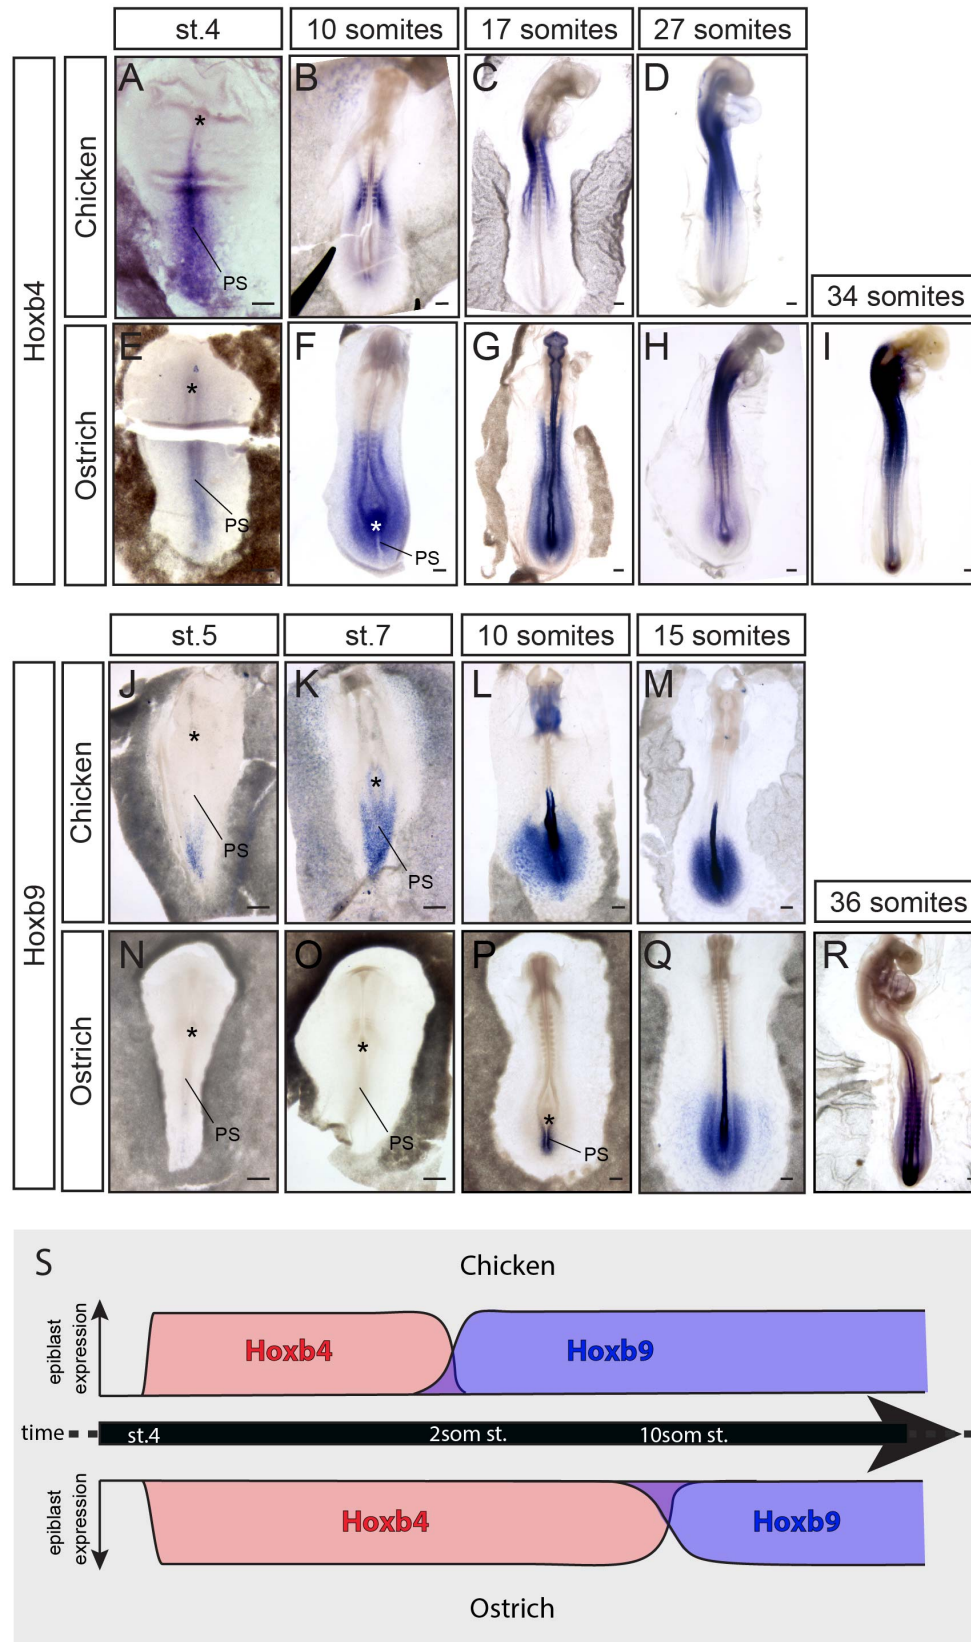 st.4
10 somites
17 somites
27 somites
34 somites
Hoxb4
Chicken
A
*
PS
B
C
D
Ostrich
E
*
PS
F
*
PS
G
H
I
st.5
st.7
10 somites
15 somites
36 somites
Hoxb9
Chicken
J
*
PS
K
*
PS
L
M
Ostrich
N
*
PS
O
*
PS
P
*
PS
Q
R
S
Chicken
epiblast
expression
Hoxb4
Hoxb9
time
st.4
2som st.
10som st.
epiblast
expression
Hoxb4
Hoxb9
Ostrich